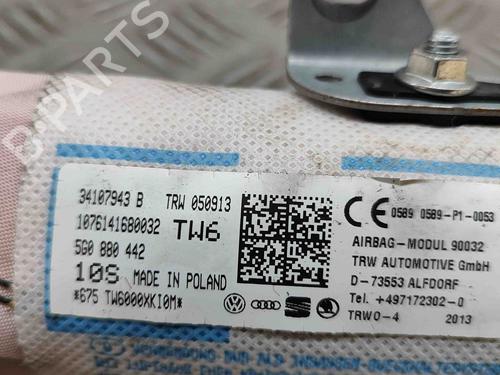 34107943 B TRW 050913
1076141680032 TW6
5G0 880 442
10S MADE IN POLAND
*675 TW6000XKI0M*
CE 0589 0589-P1-0053
AIRBAG-MODUL 90032
TRW AUTOMOTIVE GmbH
D-73553 ALFDORF
Tel. +497172302-0
TRWO-4 2013
B-PARTS